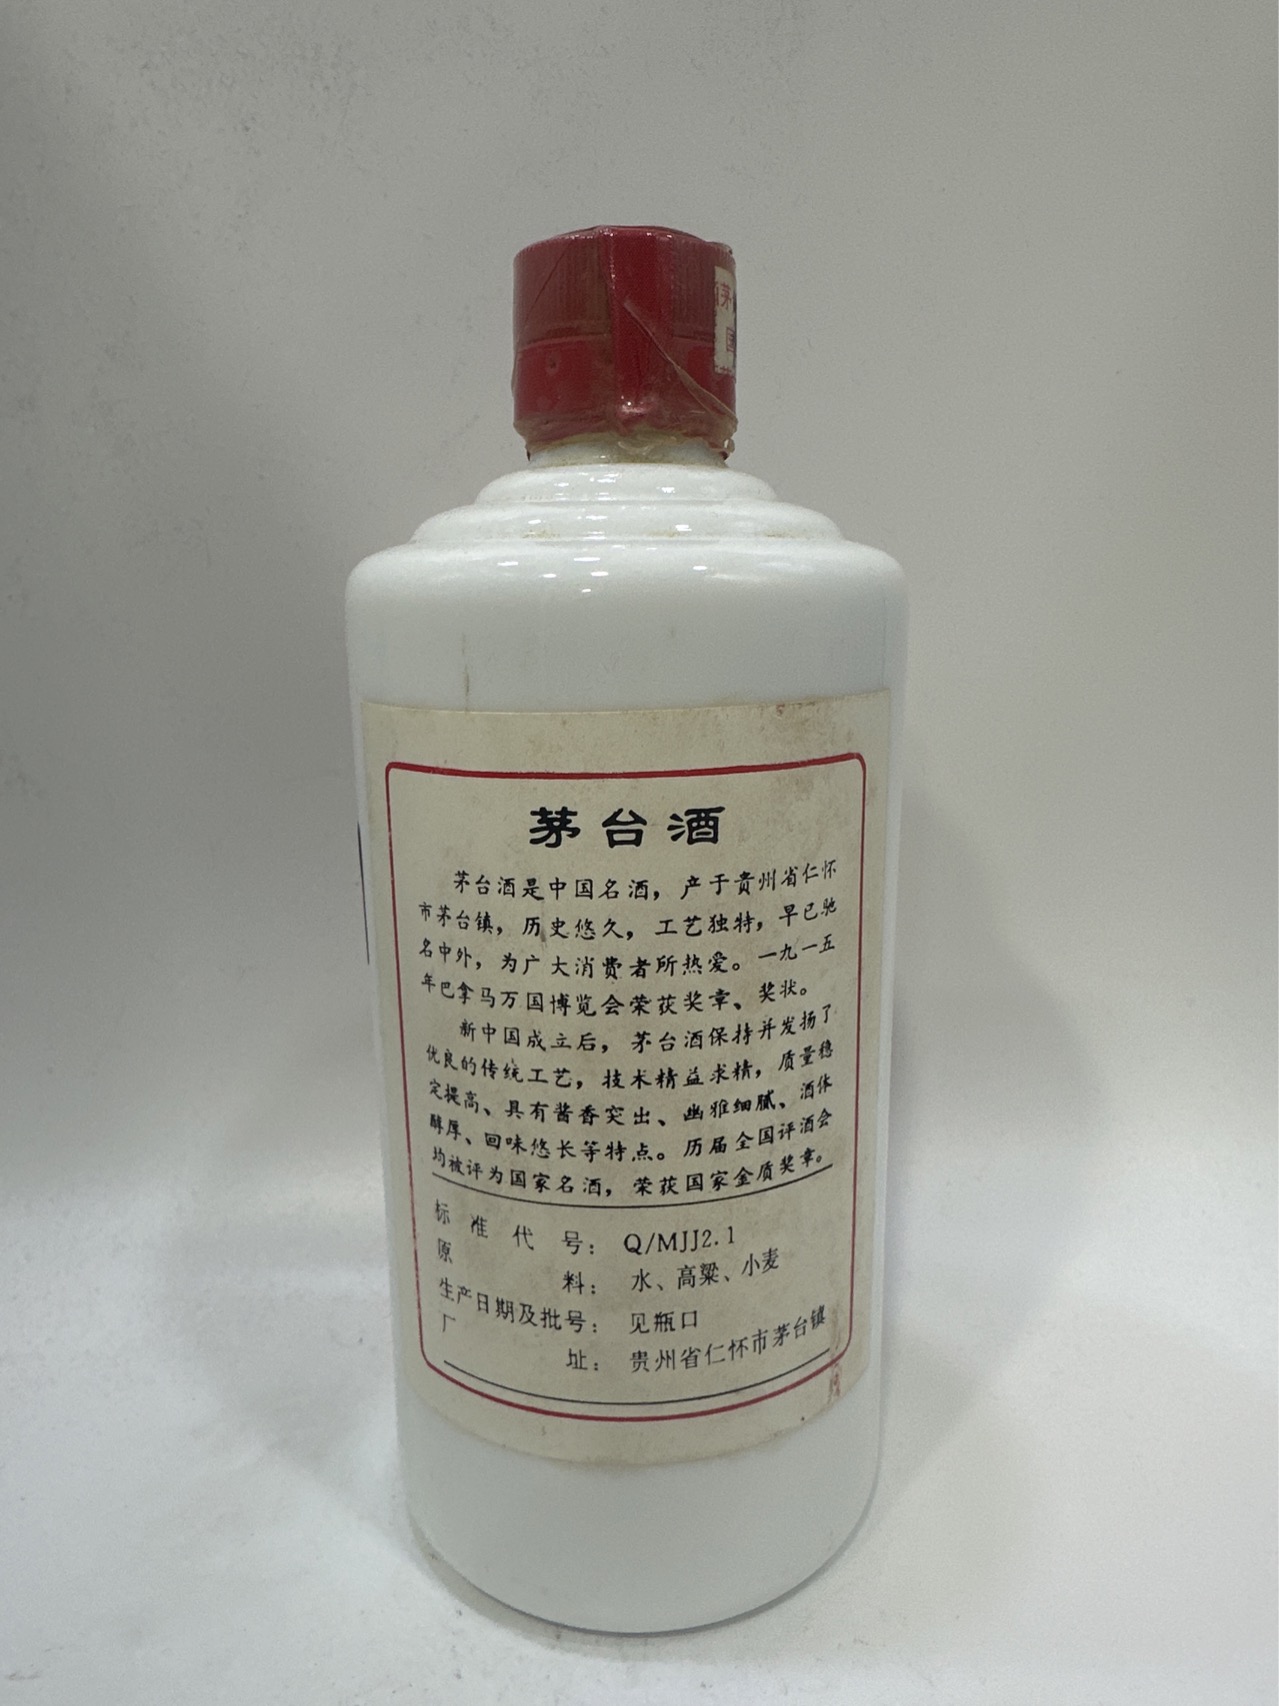 茅
国
茅台酒
茅台酒是中国名酒，产于贵州省仁怀
市茅台镇，历史悠久，工艺独特，早已驰
名中外，为广大消费者所热爱。一九一五
年巴拿马万国博览会荣获奖章、奖状。
新中国成立后，茅台酒保持并发扬了
优良的传统工艺，技术精益求精，质量稳
定提高、具有酱香突出、幽雅细腻、酒体
醇厚、回味悠长等特点。历届全国评酒会
均被评为国家名酒，荣获国家金质奖章。
标准代号：Q/MJJ2.1
原料：水、高粱、小麦
生产日期及批号：见瓶口
厂址：贵州省仁怀市茅台镇